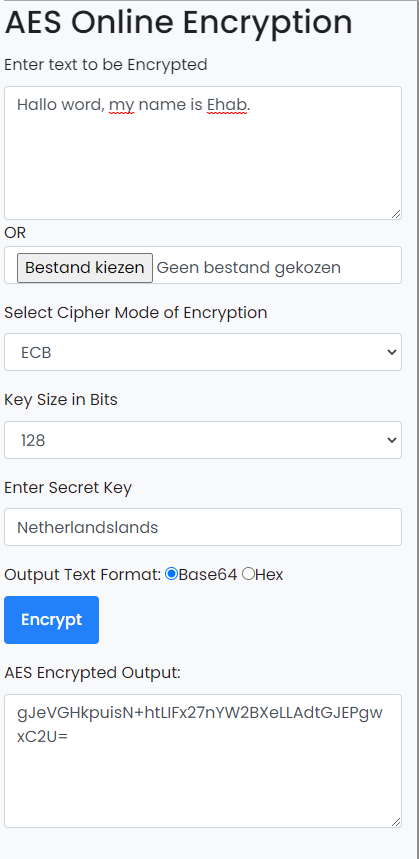 AES Online Encryption
Enter text to be Encrypted
Hallo word, my name is Ehab.
OR
Bestand kiezen Geen bestand gekozen
Select Cipher Mode of Encryption
ECB
Key Size in Bits
128
Enter Secret Key
Netherlandslands
Output Text Format: Base64 Hex
Encrypt
AES Encrypted Output:
gJeVGHkpuisN+htLIFx27nYW2BXeLLAdtGJEPgw
xC2U=